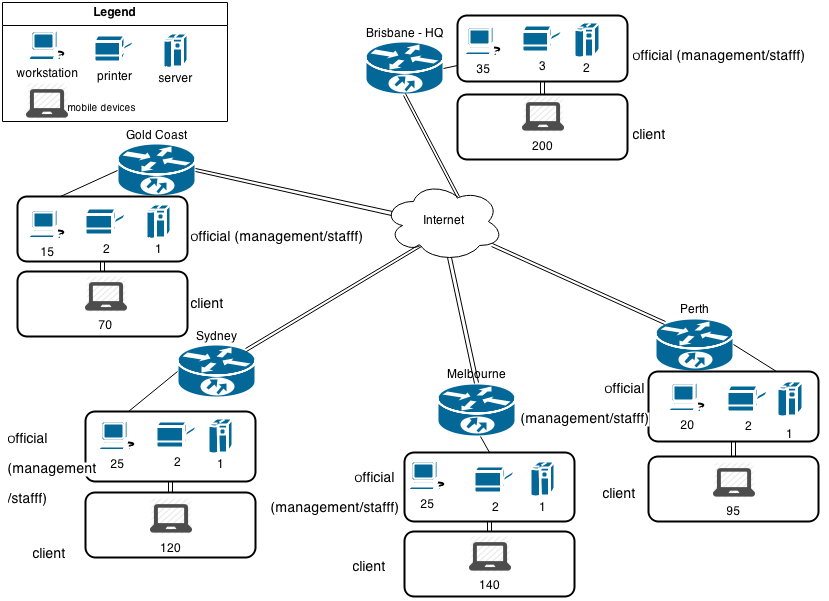 Legend
workstation
printer
server
mobile devices
Brisbane - HQ
35
3
2
official (management/stafff)
200
client
Gold Coast
15
2
1
official (management/stafff)
70
client
Internet
Sydney
official
(management
/stafff)
25
2
1
client
120
Melbourne
official
(management/stafff)
25
2
1
client
140
Perth
official
(management/stafff)
20
2
1
client
95